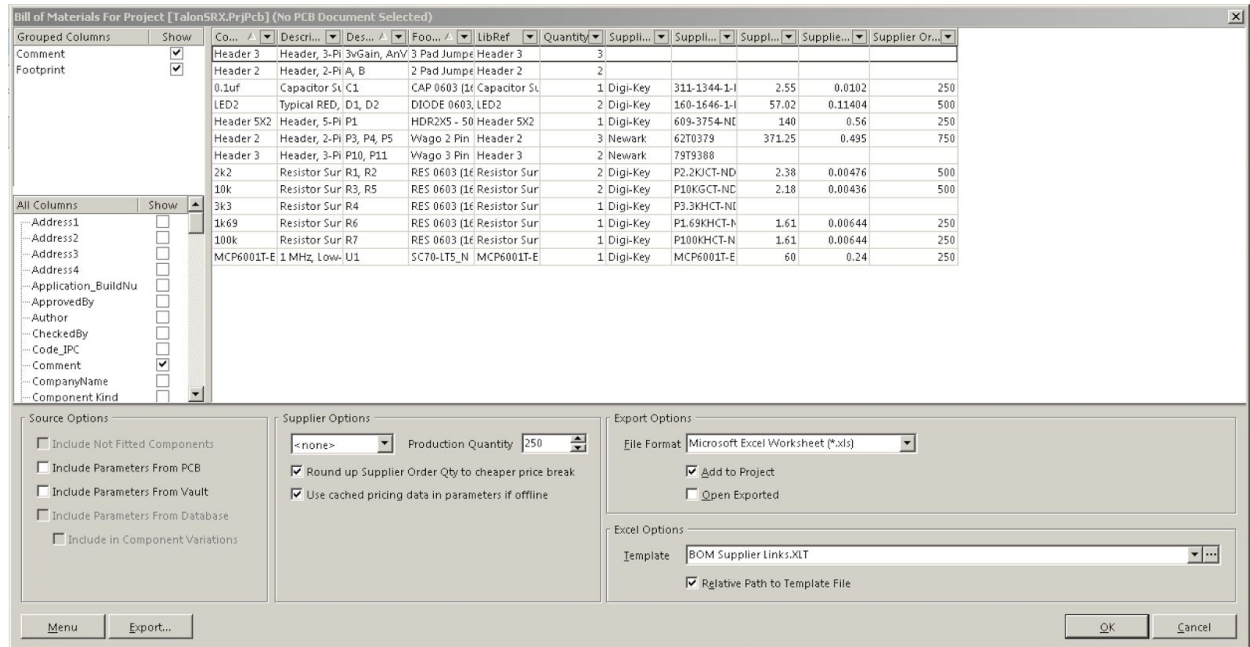 Bill of Materials For Project [TalonSRX.PrjPcb] (No PCB Document Selected)
Grouped Columns Show
Comment
Footprint
Co... Descri... Des... Foo... LibRef Quantity Suppli... Suppli... Suppl... Supplie... Supplier Or...
Header 3 Header, 3-Pi 3vGain, AnV 3 Pad Jumpe Header 3 3
Header 2 Header, 2-Pi A, B 2 Pad Jumpe Header 2 2
0.1uf Capacitor Su C1 CAP 0603 (16 Capacitor Su 1 Digi-Key 311-1344-1- 2.55 0.0102 250
LED2 Typical RED, D1, D2 DIODE 0603, LED2 2 Digi-Key 160-1646-1- 57.02 0.11404 500
Header 5X2 Header, 5-Pi P1 HDR2X5 - 50 Header 5X2 1 Digi-Key 609-3754-ND 140 0.56 250
Header 2 Header, 2-Pi P3, P4, P5 Wago 2 Pin Header 2 3 Newark 62T0379 371.25 0.495 750
Header 3 Header, 3-Pi P10, P11 Wago 3 Pin Header 3 2 Newark 79T9388
2k2 Resistor Sur R1, R2 RES 0603 (16 Resistor Sur 2 Digi-Key P2.2KJCT-ND 2.38 0.00476 500
10k Resistor Sur R3, R5 RES 0603 (16 Resistor Sur 2 Digi-Key P10KGCT-ND 2.18 0.00436 500
3k3 Resistor Sur R4 RES 0603 (16 Resistor Sur 1 Digi-Key P3.3KHCT-ND
1k69 Resistor Sur R6 RES 0603 (16 Resistor Sur 1 Digi-Key P1.69KHCT-N 1.61 0.00644 250
100k Resistor Sur R7 RES 0603 (16 Resistor Sur 1 Digi-Key P100KHCT-N 1.61 0.00644 250
MCP6001T-E 1 MHz, Low- U1 SC70-LT5_N MCP6001T-E 1 Digi-Key MCP6001T-E 60 0.24 250
All Columns Show
Address1
Address2
Address3
Address4
Application_BuildNu
ApprovedBy
Author
CheckedBy
Code_IPC
Comment
CompanyName
Component Kind
Source Options
Include Not Fitted Components
Include Parameters From PCB
Include Parameters From Vault
Include Parameters From Database
Include in Component Variations
Supplier Options
<none> Production Quantity 250
Round up Supplier Order Qty to cheaper price break
Use cached pricing data in parameters if offline
Export Options
File Format Microsoft Excel Worksheet (*.xls)
Add to Project
Open Exported
Excel Options
Template BOM Supplier Links.XLT
Relative Path to Template File
Menu Export... OK Cancel